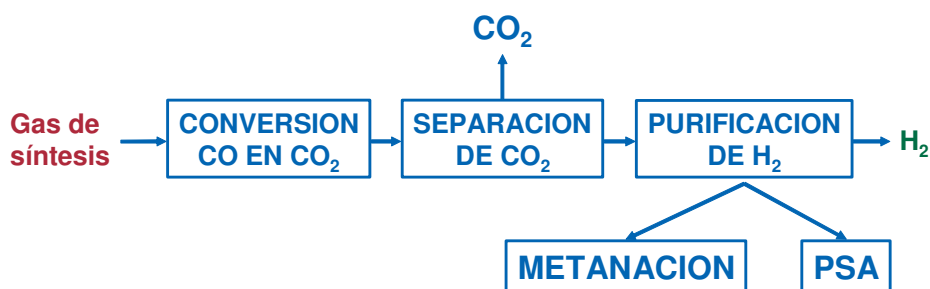 CO₂
Gas de
síntesis
CONVERSION
CO EN CO₂
SEPARACION
DE CO₂
PURIFICACION
DE H₂
H₂
METANACION
PSA